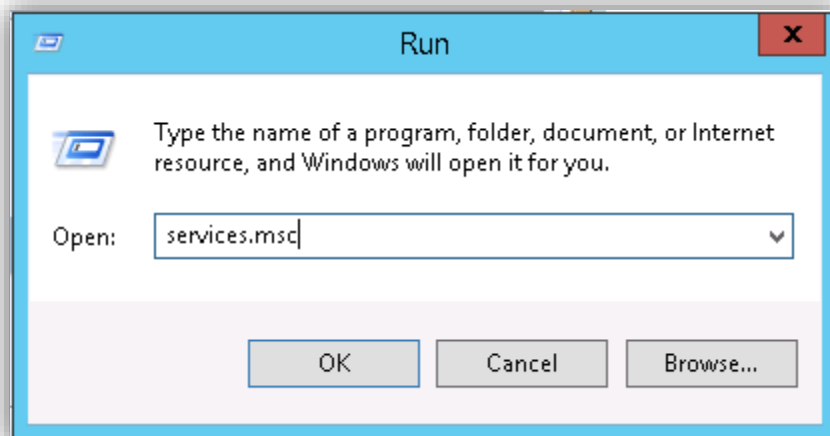 Run
x
Type the name of a program, folder, document, or Internet
resource, and Windows will open it for you.
Open: services.msc
OK Cancel Browse...